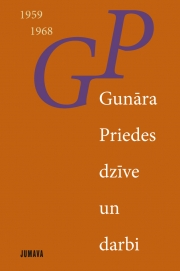 1959
1968
GP
Gunāra
Priedes
dzīve
un
darbi
JUMAVA